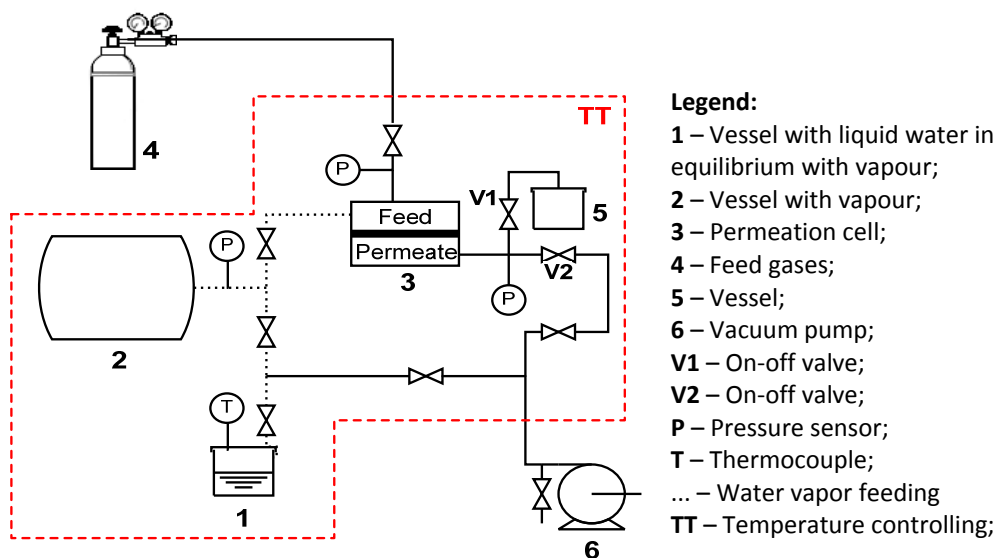 4
TT
P
Feed
Permeate
3
V1
5
V2
P
P
2
T
1
6
Legend:
1 – Vessel with liquid water in
equilibrium with vapour;
2 – Vessel with vapour;
3 – Permeation cell;
4 – Feed gases;
5 – Vessel;
6 – Vacuum pump;
V1 – On-off valve;
V2 – On-off valve;
P – Pressure sensor;
T – Thermocouple;
... – Water vapor feeding
TT – Temperature controlling;